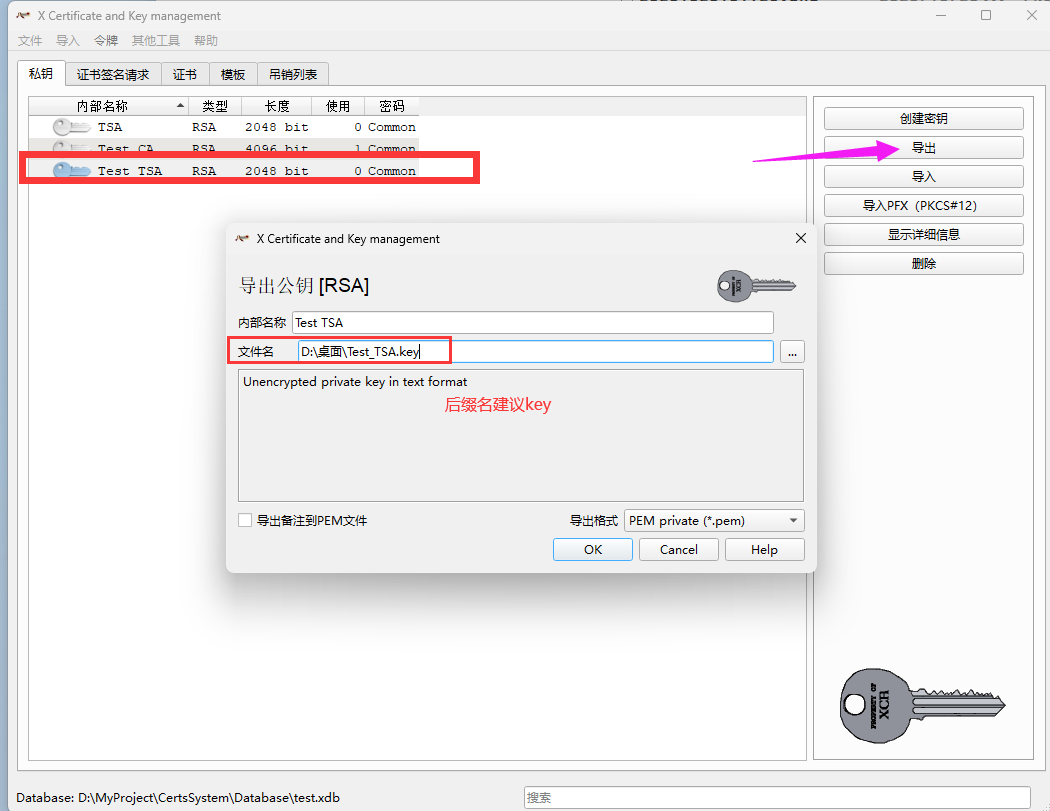 X Certificate and Key management
文件 导入 令牌 其他工具 帮助
私钥 证书签名请求 证书 模板 吊销列表
内部名称 类型 长度 使用 密码
TSA RSA 2048 bit 0 Common
Test CA RSA 4096 bit 1 Common
Test TSA RSA 2048 bit 0 Common
创建密钥
导出
导入
导入PFX（PKCS#12）
显示详细信息
删除
X Certificate and Key management
导出公钥 [RSA]
XCH
内部名称 Test TSA
文件名 D:\桌面\Test_TSA.key
...
Unencrypted private key in text format
后缀名建议key
导出备注到PEM文件 导出格式 PEM private (*.pem)
OK Cancel Help
PROPERTY OF
XCH
Database: D:\MyProject\CertsSystem\Database\test.xdb
搜索